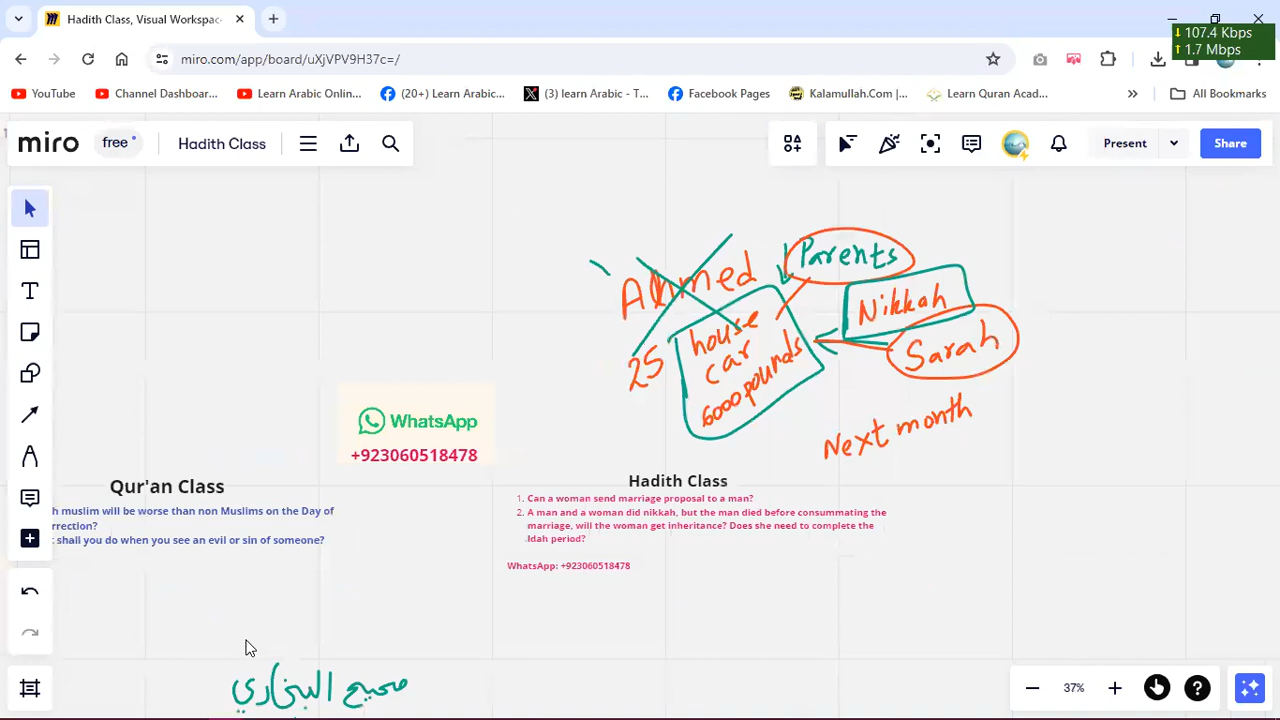 Hadith Class, Visual Workspac
107.4 Kbps
1.7 Mbps
miro.com/app/board/uXjVPV9H37c=/
YouTube
Channel Dashboar...
Learn Arabic Onlin...
(20+) Learn Arabic...
(3) learn Arabic - T...
Facebook Pages
Kalamullah.Com |...
Learn Quran Acad...
All Bookmarks
miro
free
Hadith Class
Present
Share
Ahmed
Parents
25
house
car
6000 pounds
Nikkah
Sarah
Next month
WhatsApp
+923060518478
Qur'an Class
h muslim will be worse than non Muslims on the Day of
rrection?
shall you do when you see an evil or sin of someone?
Hadith Class
1. Can a woman send marriage proposal to a man?
2. A man and a woman did nikkah, but the man died before consummating the
marriage, will the woman get inheritance? Does she need to complete the
Idah period?
WhatsApp: +923060518478
صحيح البخاري
37%